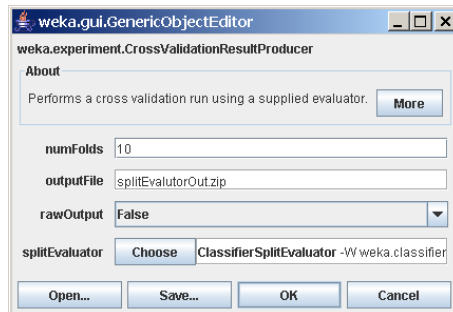 weka.gui.GenericObjectEditor
weka.experiment.CrossValidationResultProducer
About
Performs a cross validation run using a supplied evaluator. More
numFolds 10
outputFile splitEvalutorOut.zip
rawOutput False
splitEvaluator Choose ClassifierSplitEvaluator -W weka.classifier
Open... Save... OK Cancel